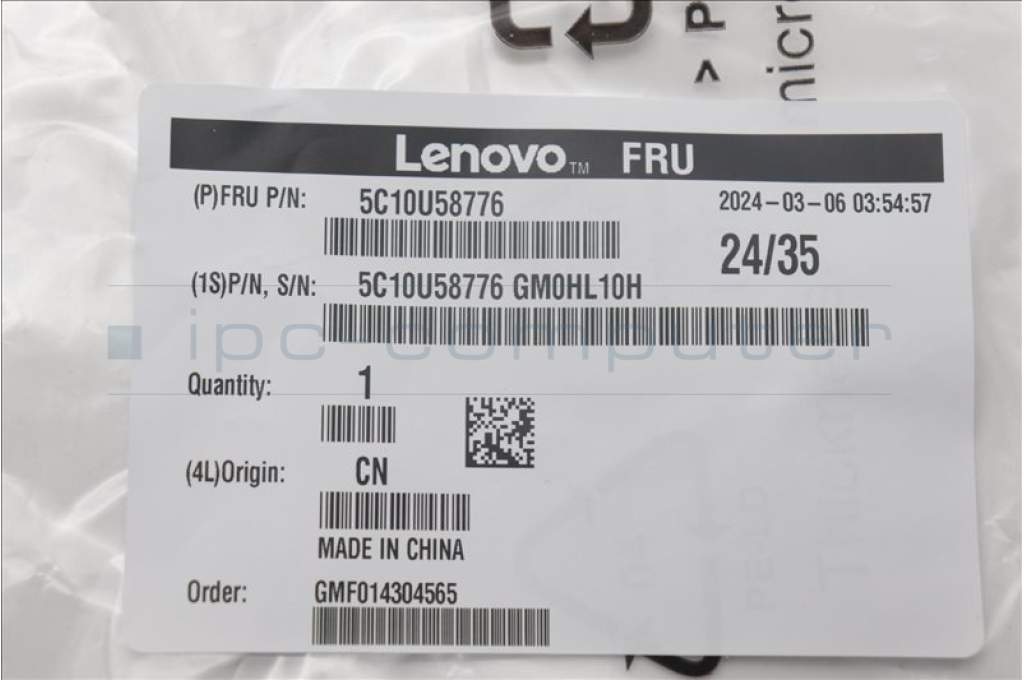 > P
micr
Lenovo™ FRU
(P)FRU P/N: 5C10U58776
2024-03-06 03:54:57
24/35
(1S)P/N, S/N: 5C10U58776 GM0HL10H
ipc computer
Quantity: 1
(4L)Origin: CN
MADE IN CHINA
Order: GMF014304565